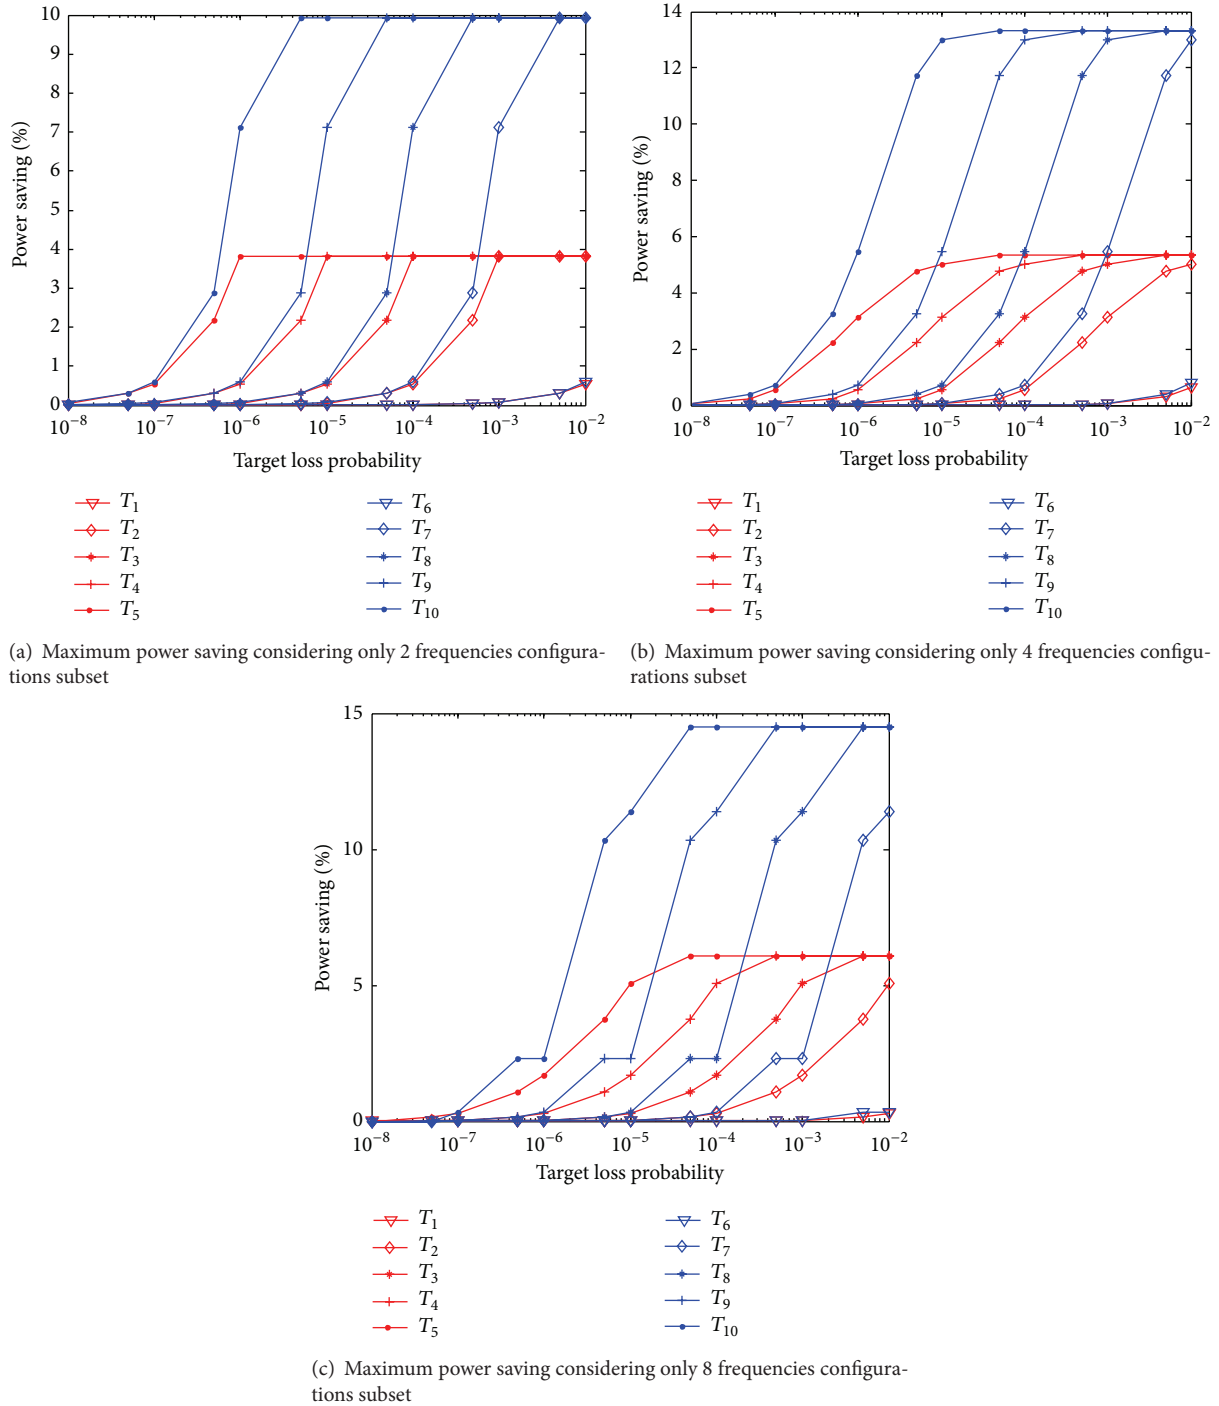 10
9
8
7
6
5
4
3
2
1
0
Power saving (%)
10−8 10−7 10−6 10−5 10−4 10−3 10−2
Target loss probability
T1 T6
T2 T7
T3 T8
T4 T9
T5 T10
(a) Maximum power saving considering only 2 frequencies configura-
tions subset
14
12
10
8
6
4
2
0
Power saving (%)
10−8 10−7 10−6 10−5 10−4 10−3 10−2
Target loss probability
T1 T6
T2 T7
T3 T8
T4 T9
T5 T10
(b) Maximum power saving considering only 4 frequencies configu-
rations subset
15
10
5
0
Power saving (%)
10−8 10−7 10−6 10−5 10−4 10−3 10−2
Target loss probability
T1 T6
T2 T7
T3 T8
T4 T9
T5 T10
(c) Maximum power saving considering only 8 frequencies configura-
tions subset